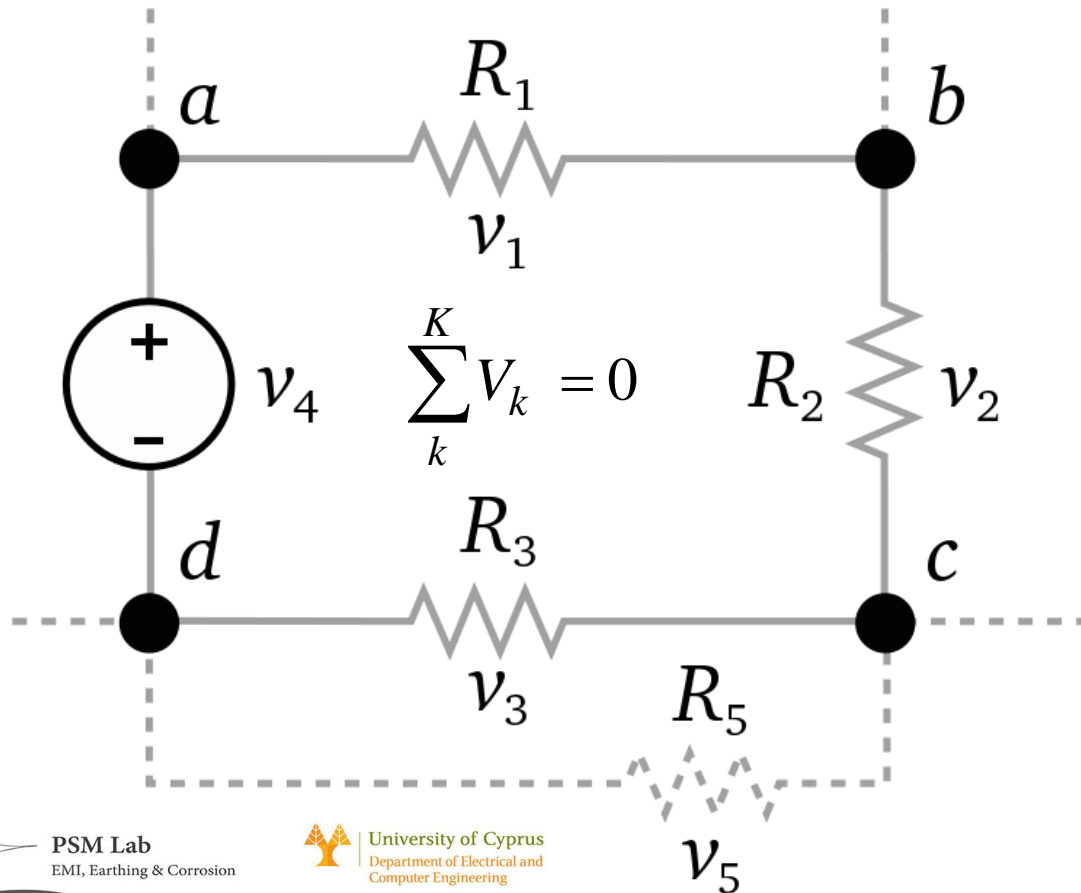 R₁
a
b
v₁
+
−
v₄
K
∑ Vₖ = 0
k
R₂
v₂
d
R₃
c
v₃
R₅
v₅
PSM Lab
EMI, Earthing & Corrosion
University of Cyprus
Department of Electrical and
Computer Engineering